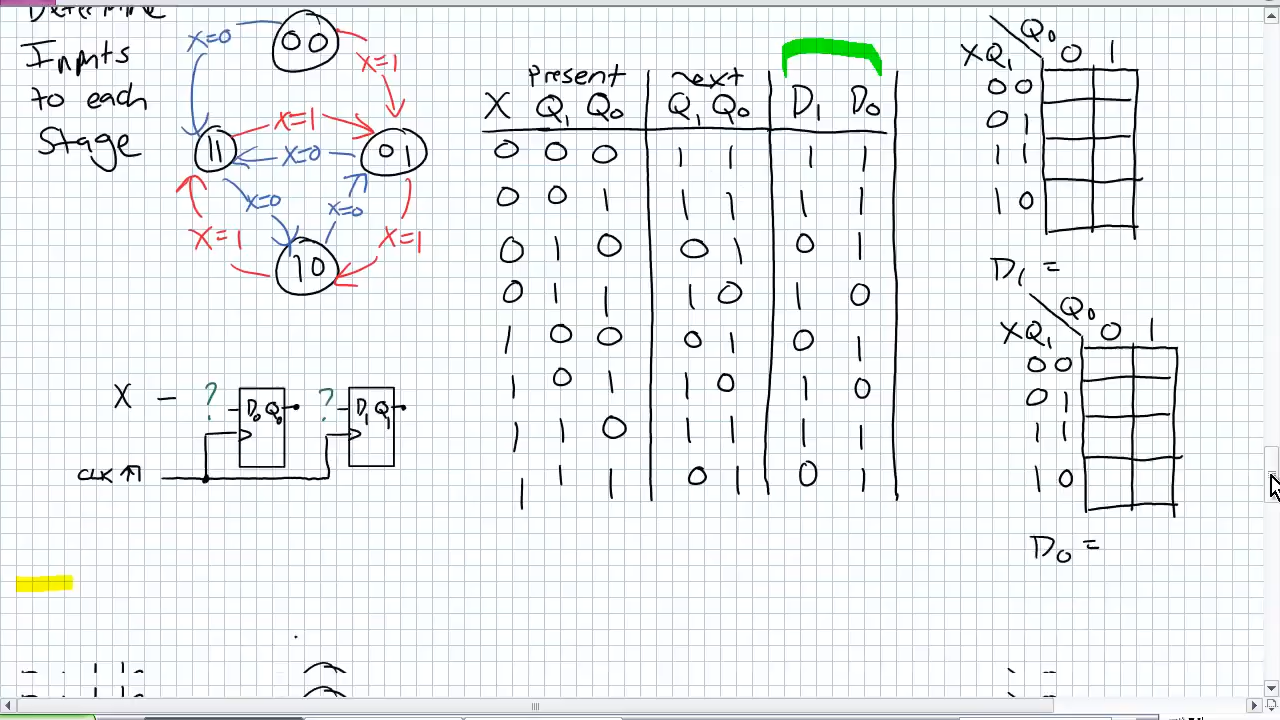 Determine
Inputs
to each
Stage
00
X=0
X=1
11
X=1
X=0
01
X=0
X=0
X=1
X=1
10
X - ? D0 Q0 ? D1 Q1
CLK
Present next
X Q1 Q0 Q1 Q0 D1 D0
0 0 0 1 1 1 1
0 0 1 1 1 1 1
0 1 0 0 1 0 1
0 1 1 1 0 1 0
1 0 0 0 1 0 1
1 0 1 1 0 1 0
1 1 0 1 1 1 1
1 1 1 0 1 0 1
Q0
XQ1 0 1
00
01
11
10
D1 =
Q0
XQ1 0 1
00
01
11
10
D0 =